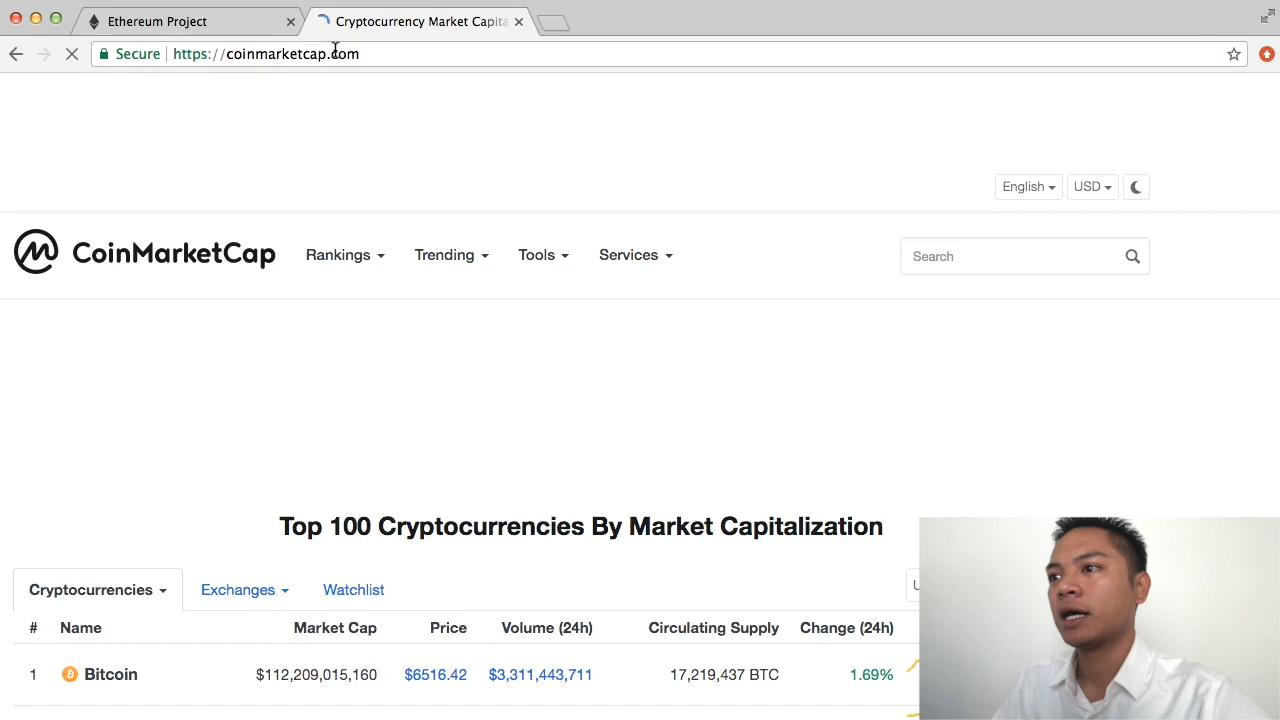 Ethereum Project
Cryptocurrency Market Capita
Secure https://coinmarketcap.com
English USD
CoinMarketCap Rankings Trending Tools Services Search
Top 100 Cryptocurrencies By Market Capitalization
Cryptocurrencies Exchanges Watchlist
# Name Market Cap Price Volume (24h) Circulating Supply Change (24h)
1 Bitcoin $112,209,015,160 $6516.42 $3,311,443,711 17,219,437 BTC 1.69%